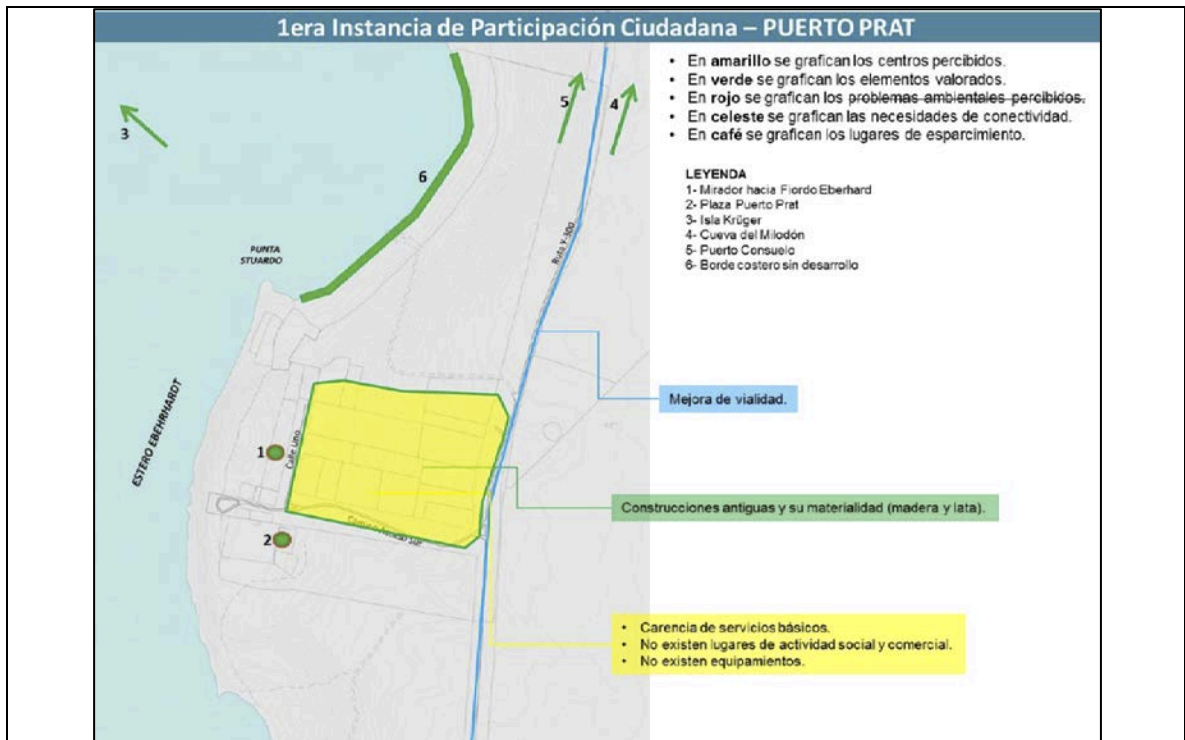 1era Instancia de Participación Ciudadana – PUERTO PRAT
• En amarillo se grafican los centros percibidos.
• En verde se grafican los elementos valorados.
• En rojo se grafican los problemas ambientales percibidos.
• En celeste se grafican las necesidades de conectividad.
• En café se grafican los lugares de esparcimiento.
LEYENDA
1- Mirador hacia Fiordo Eberhard
2- Plaza Puerto Prat
3- Isla Krüger
4- Cueva del Milodón
5- Puerto Consuelo
6- Borde costero sin desarrollo
3
5
4
6
PUNTA
STUARDO
Ruta Y-300
ESTERO EBEHRHARDT
Calle Uno
1
2
Mejora de vialidad.
Construcciones antiguas y su materialidad (madera y lata).
• Carencia de servicios básicos.
• No existen lugares de actividad social y comercial.
• No existen equipamientos.